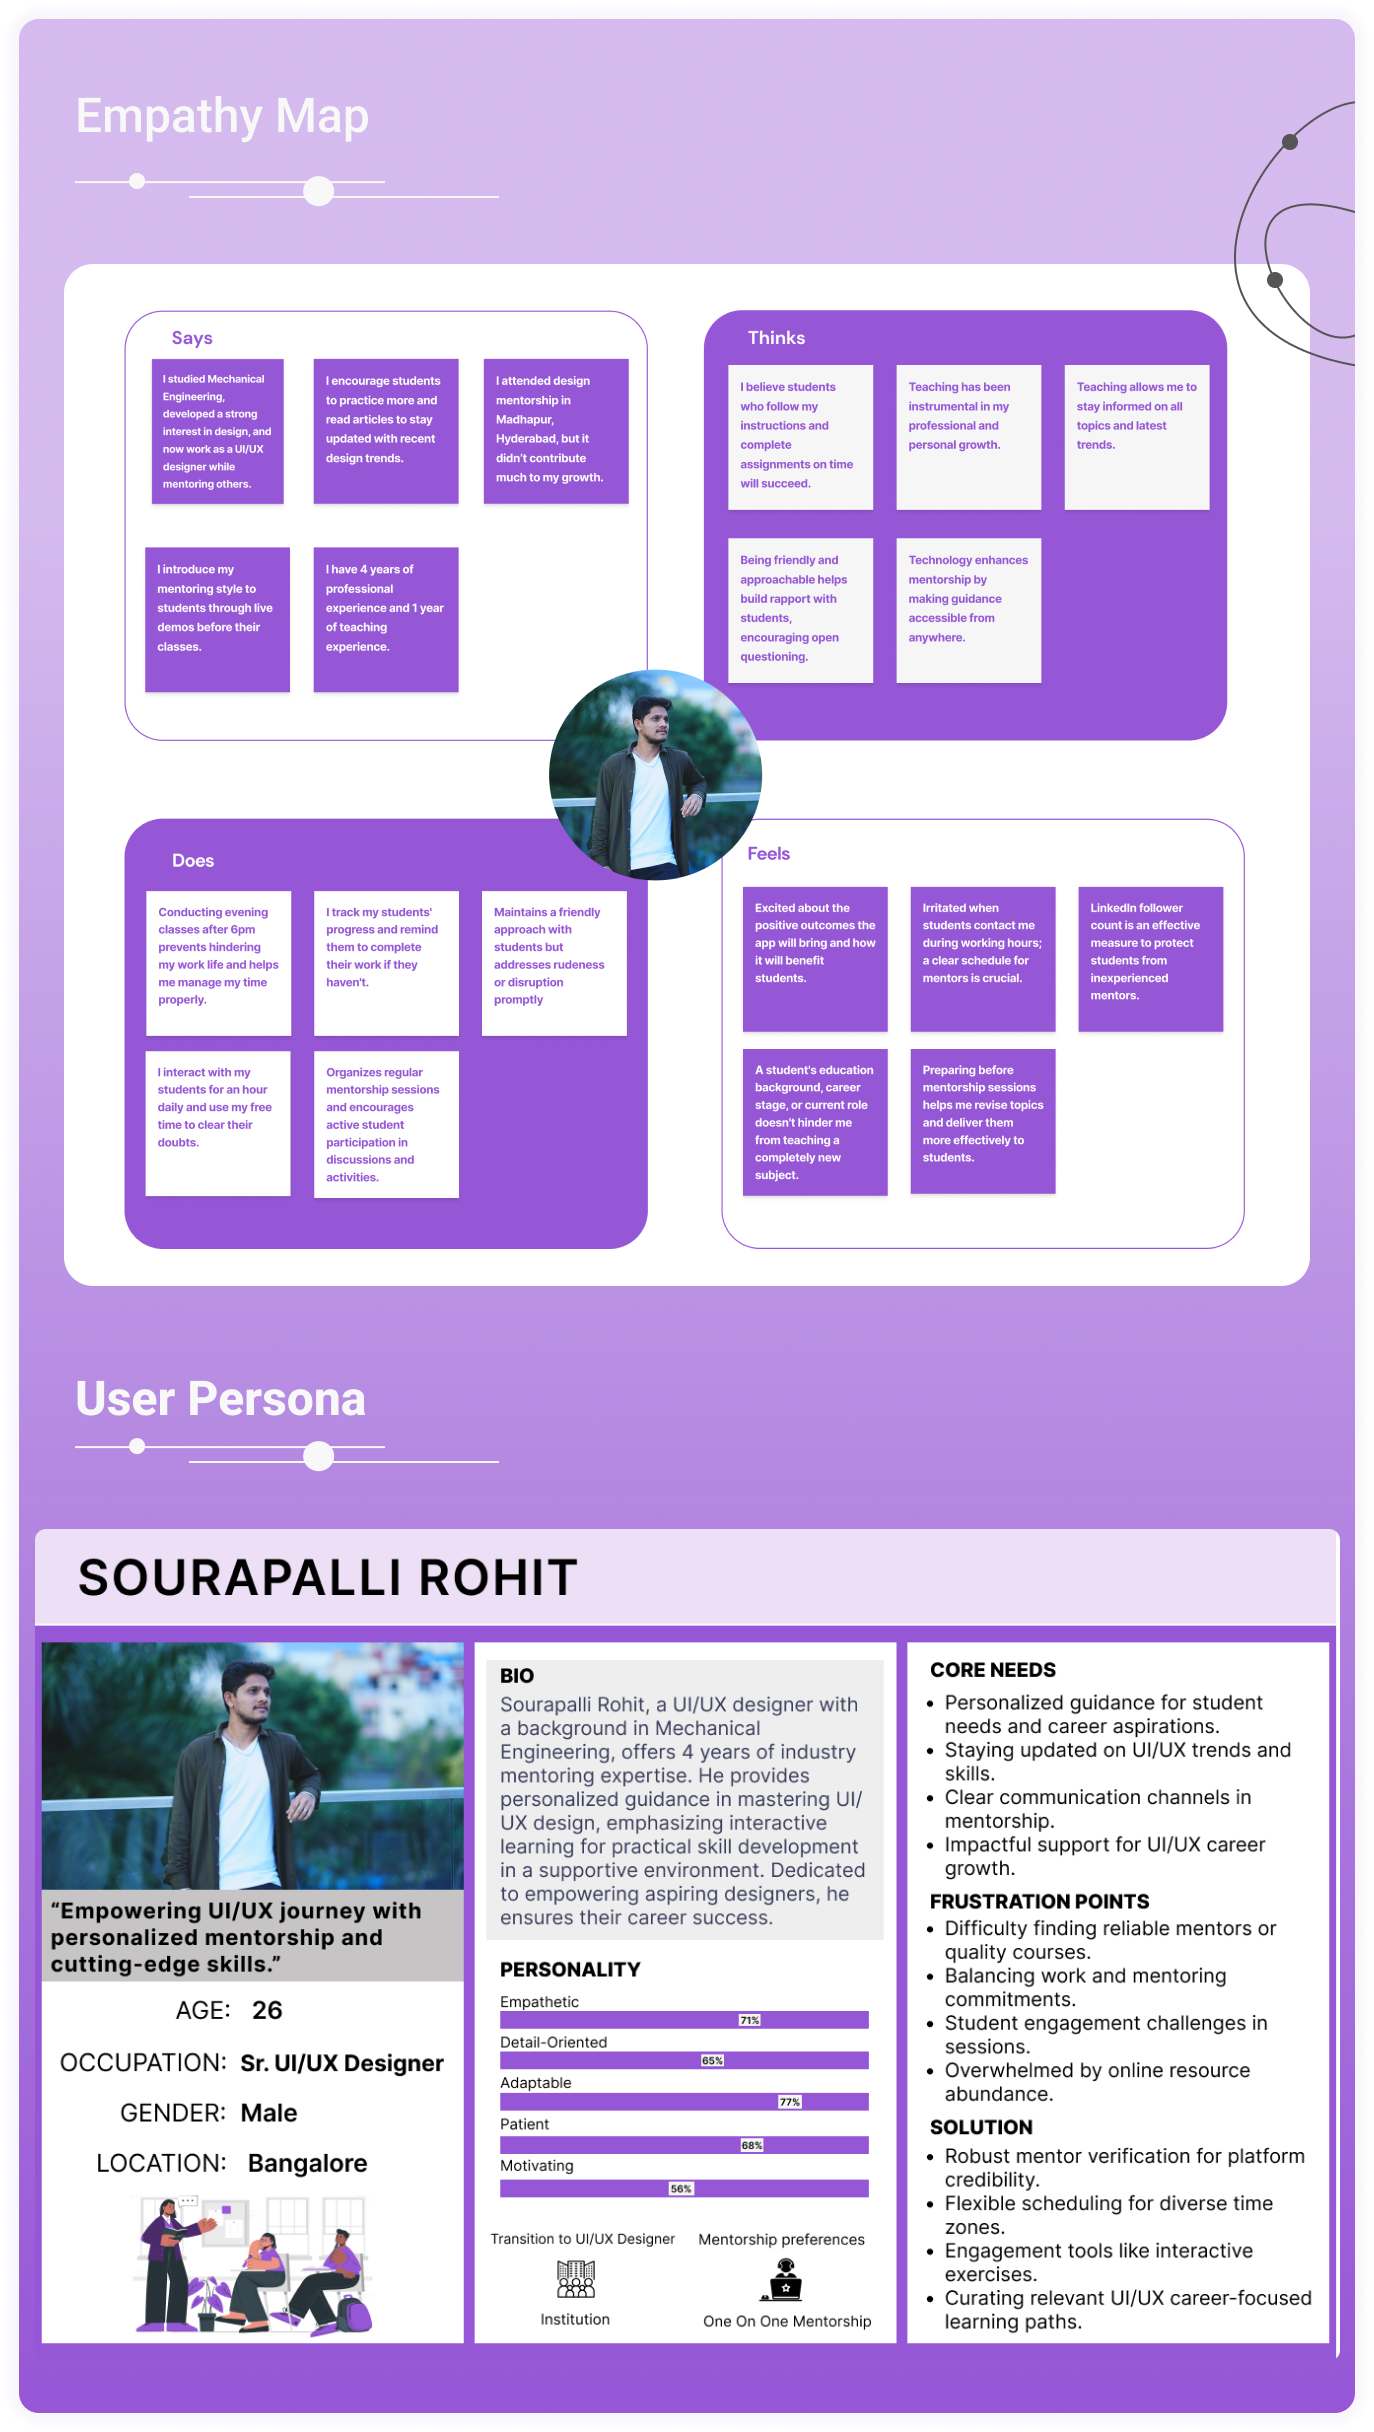 Empathy Map
Says
I studied Mechanical
Engineering,
developed a strong
interest in design, and
now work as a UI/UX
designer while
mentoring others.
I encourage students
to practice more and
read articles to stay
updated with recent
design trends.
I attended design
mentorship in
Madhapur,
Hyderabad, but it
didn't contribute
much to my growth.
I introduce my
mentoring style to
students through live
demos before their
classes.
I have 4 years of
professional
experience and 1 year
of teaching
experience.
Thinks
I believe students
who follow my
instructions and
complete
assignments on time
will succeed.
Teaching has been
instrumental in my
professional and
personal growth.
Teaching allows me to
stay informed on all
topics and latest
trends.
Being friendly and
approachable helps
build rapport with
students,
encouraging open
questioning.
Technology enhances
mentorship by
making guidance
accessible from
anywhere.
Does
Conducting evening
classes after 6pm
prevents hindering
my work life and helps
me manage my time
properly.
I track my students'
progress and remind
them to complete
their work if they
haven't.
Maintains a friendly
approach with
students but
addresses rudeness
or disruption
promptly
I interact with my
students for an hour
daily and use my free
time to clear their
doubts.
Organizes regular
mentorship sessions
and encourages
active student
participation in
discussions and
activities.
Feels
Excited about the
positive outcomes the
app will bring and how
it will benefit
students.
Irritated when
students contact me
during working hours;
a clear schedule for
mentors is crucial.
LinkedIn follower
count is an effective
measure to protect
students from
inexperienced
mentors.
A student's education
background, career
stage, or current role
doesn't hinder me
from teaching a
completely new
subject.
Preparing before
mentorship sessions
helps me revise topics
and deliver them
more effectively to
students.
User Persona
SOURAPALLI ROHIT
“Empowering UI/UX journey with
personalized mentorship and
cutting-edge skills.”
AGE: 26
OCCUPATION: Sr. UI/UX Designer
GENDER: Male
LOCATION: Bangalore
BIO
Sourapalli Rohit, a UI/UX designer with
a background in Mechanical
Engineering, offers 4 years of industry
mentoring expertise. He provides
personalized guidance in mastering UI/
UX design, emphasizing interactive
learning for practical skill development
in a supportive environment. Dedicated
to empowering aspiring designers, he
ensures their career success.
PERSONALITY
Empathetic
71%
Detail-Oriented
65%
Adaptable
77%
Patient
68%
Motivating
56%
Transition to UI/UX Designer
Institution
Mentorship preferences
One On One Mentorship
CORE NEEDS
• Personalized guidance for student
needs and career aspirations.
• Staying updated on UI/UX trends and
skills.
• Clear communication channels in
mentorship.
• Impactful support for UI/UX career
growth.
FRUSTRATION POINTS
• Difficulty finding reliable mentors or
quality courses.
• Balancing work and mentoring
commitments.
• Student engagement challenges in
sessions.
• Overwhelmed by online resource
abundance.
SOLUTION
• Robust mentor verification for platform
credibility.
• Flexible scheduling for diverse time
zones.
• Engagement tools like interactive
exercises.
• Curating relevant UI/UX career-focused
learning paths.